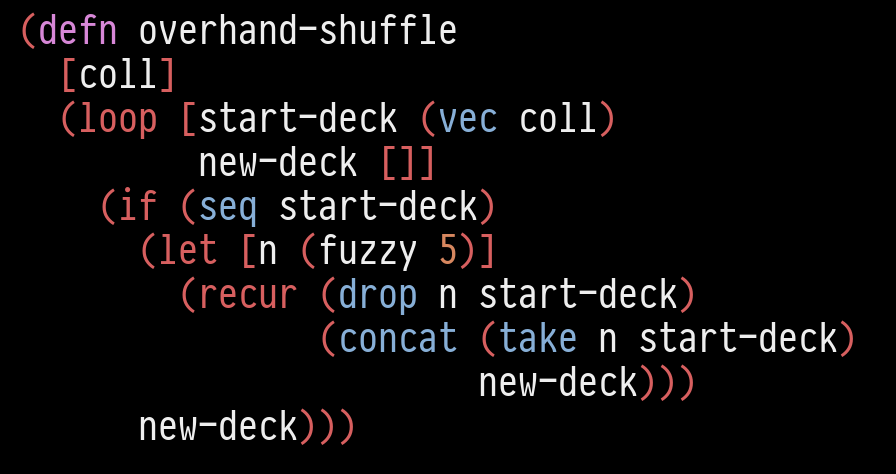 (defn overhand-shuffle
  [coll]
  (loop [start-deck (vec coll)
         new-deck []]
    (if (seq start-deck)
      (let [n (fuzzy 5)]
        (recur (drop n start-deck)
               (concat (take n start-deck)
                       new-deck)))
      new-deck)))